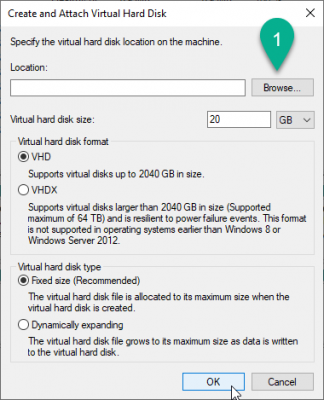 Create and Attach Virtual Hard Disk
Specify the virtual hard disk location on the machine.
1
Location:
Browse...
Virtual hard disk size:
20
GB
Virtual hard disk format
VHD
Supports virtual disks up to 2040 GB in size.
VHDX
Supports virtual disks larger than 2040 GB in size (Supported
maximum of 64 TB) and is resilient to power failure events. This format
is not supported in operating systems earlier than Windows 8 or
Windows Server 2012.
Virtual hard disk type
Fixed size (Recommended)
The virtual hard disk file is allocated to its maximum size when the
virtual hard disk is created.
Dynamically expanding
The virtual hard disk file grows to its maximum size as data is written
to the virtual hard disk.
OK
Cancel